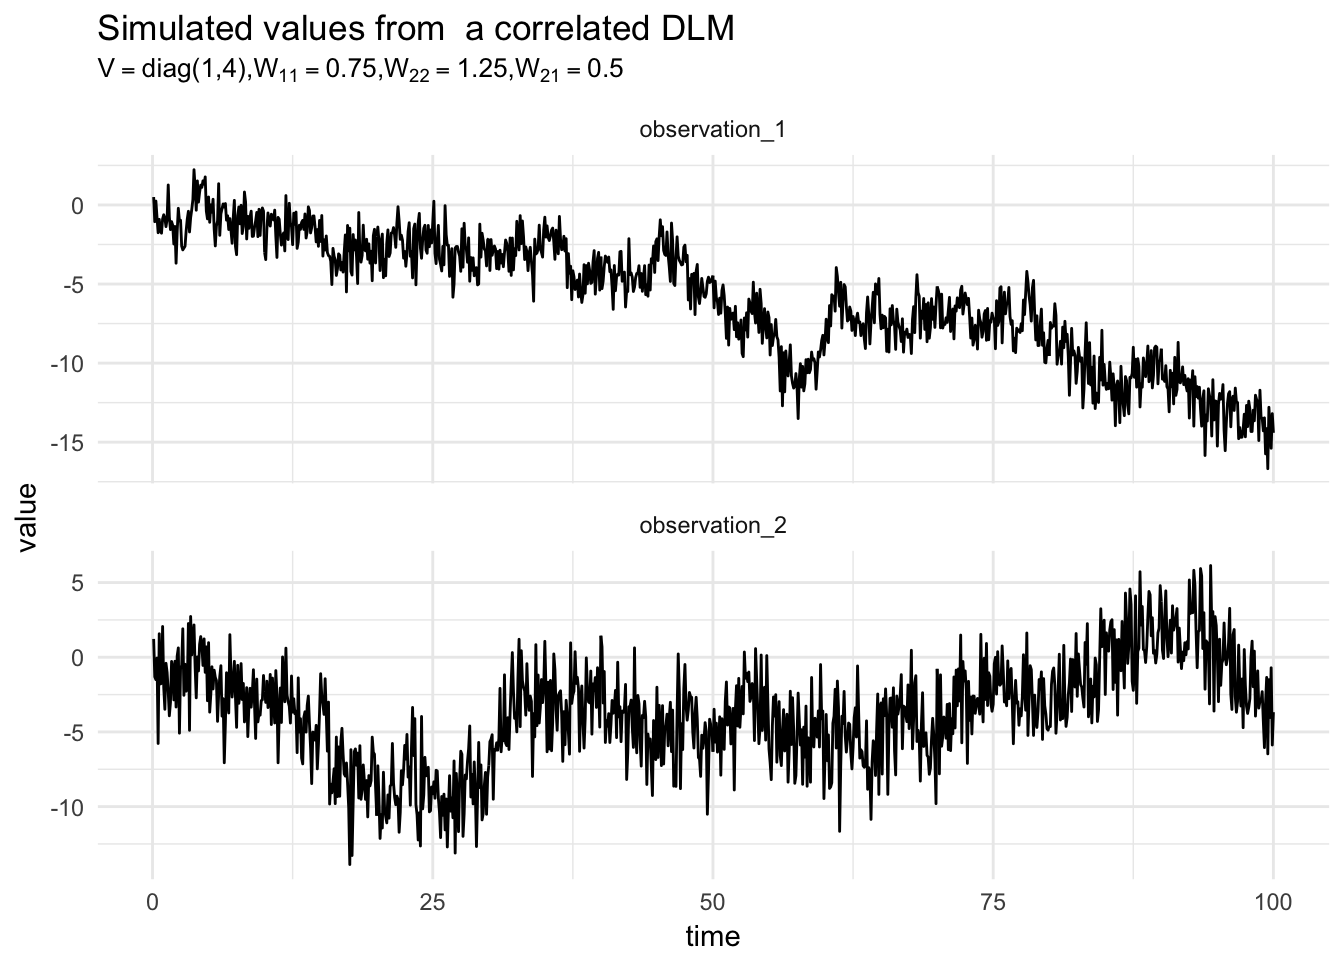 Simulated values from  a correlated DLM
V = diag(1,4),W₁₁ = 0.75,W₂₂ = 1.25,W₂₁ = 0.5
observation_1
0
-5
-10
-15
value
observation_2
5
0
-5
-10
0 25 50 75 100
time